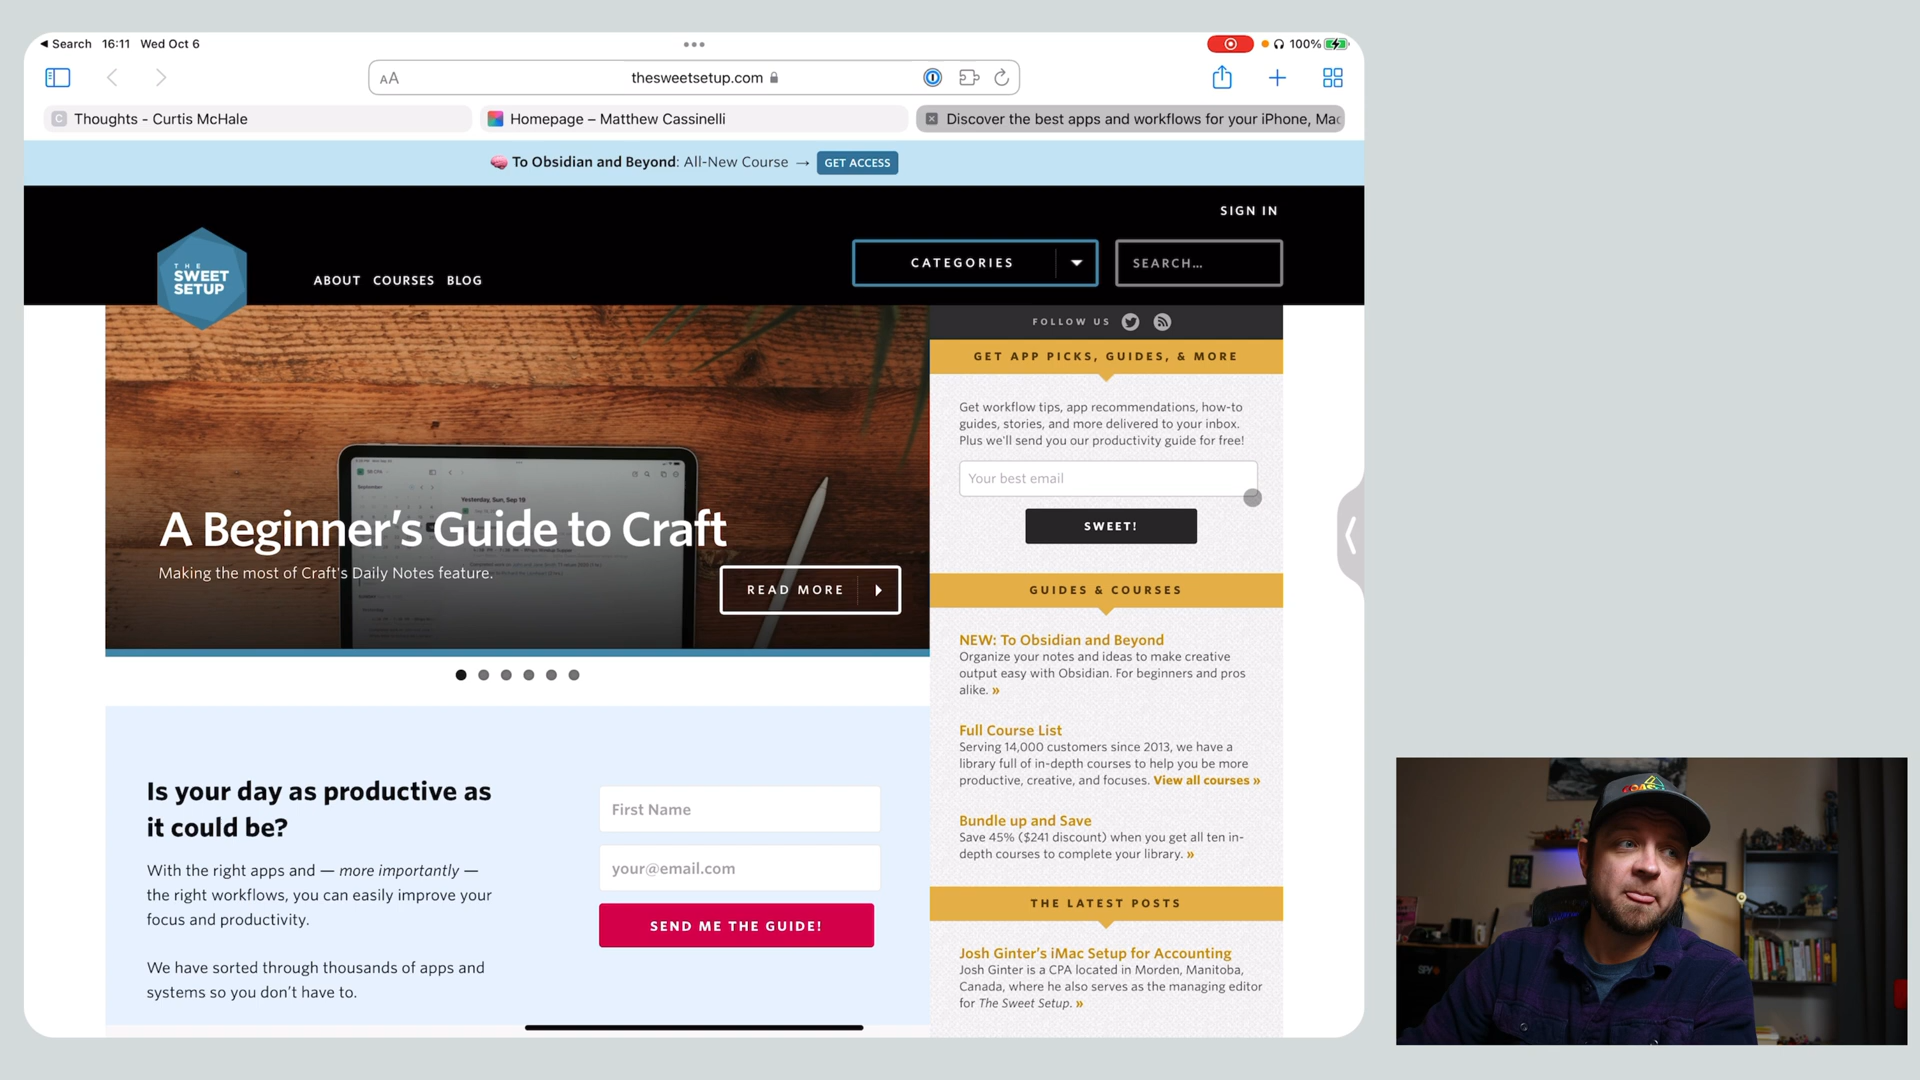 Search 16:11 Wed Oct 6
100%
AA
thesweetsetup.com
Thoughts - Curtis McHale
Homepage – Matthew Cassinelli
Discover the best apps and workflows for your iPhone, Mac
To Obsidian and Beyond: All-New Course → GET ACCESS
SIGN IN
THE
SWEET
SETUP
ABOUT COURSES BLOG
CATEGORIES
SEARCH...
FOLLOW US
GET APP PICKS, GUIDES, & MORE
Get workflow tips, app recommendations, how-to
guides, stories, and more delivered to your inbox.
Plus we'll send you our productivity guide for free!
Your best email
SWEET!
Yesterday, Sun, Sep 19
A Beginner's Guide to Craft
Making the most of Craft's Daily Notes feature.
READ MORE
GUIDES & COURSES
NEW: To Obsidian and Beyond
Organize your notes and ideas to make creative
output easy with Obsidian. For beginners and pros
alike. »
Full Course List
Serving 14,000 customers since 2013, we have a
library full of in-depth courses to help you be more
productive, creative, and focuses. View all courses »
Bundle up and Save
Save 45% ($241 discount) when you get all ten in-
depth courses to complete your library. »
THE LATEST POSTS
Josh Ginter's iMac Setup for Accounting
Josh Ginter is a CPA located in Morden, Manitoba,
Canada, where he also serves as the managing editor
for The Sweet Setup. »
Is your day as productive as
it could be?
With the right apps and — more importantly —
the right workflows, you can easily improve your
focus and productivity.
We have sorted through thousands of apps and
systems so you don't have to.
First Name
your@email.com
SEND ME THE GUIDE!